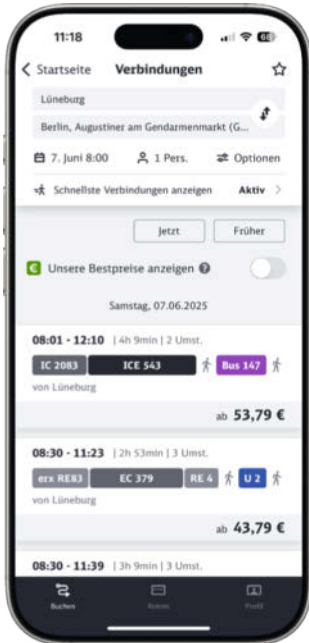 11:18
Startseite Verbindungen
Lüneburg
Berlin, Augustiner am Gendarmenmarkt (G...
7. Juni 8:00 1 Pers. Optionen
Schnellste Verbindungen anzeigen Aktiv
Jetzt Früher
€ Unsere Bestpreise anzeigen ?
Samstag, 07.06.2025
08:01 - 12:10 | 4h 9min | 2 Umst.
IC 2083 ICE 543 Bus 147
von Lüneburg
ab 53,79 €
08:30 - 11:23 | 2h 53min | 3 Umst.
erx RE83 EC 379 RE 4 U 2
von Lüneburg
ab 43,79 €
08:30 - 11:39 | 3h 9min | 3 Umst.
Buchen Reisen Profil